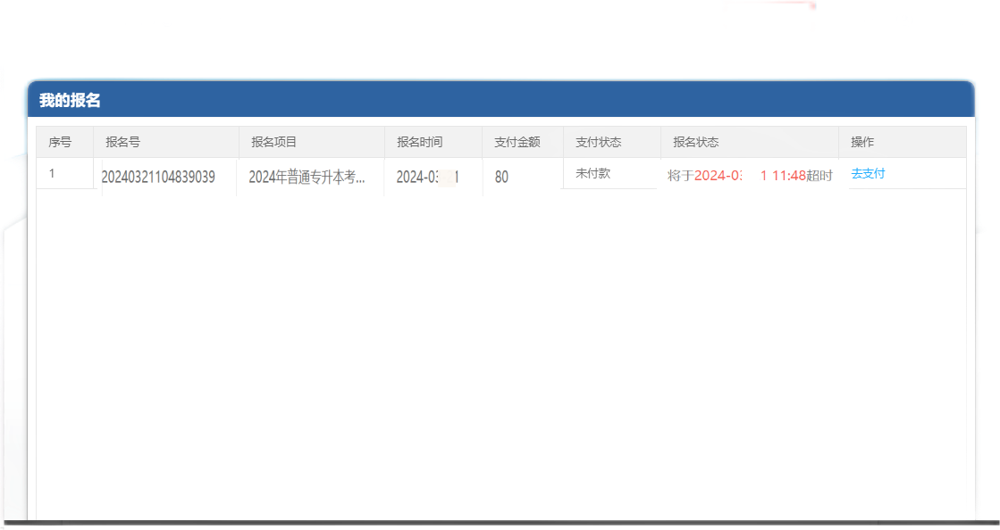 我的报名
序号 报名号 报名项目 报名时间 支付金额 支付状态 报名状态 操作
1 20240321104839039 2024年普通专升本考... 2024-0 1 80 未付款 将于2024-0 1 11:48超时 去支付